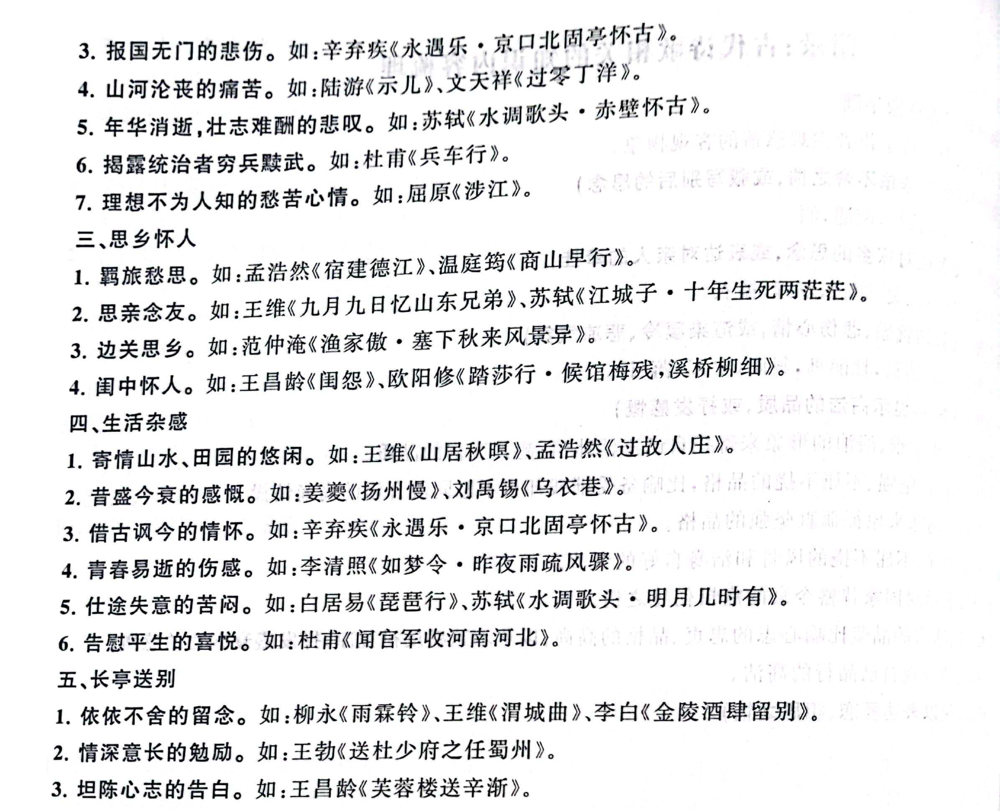 3. 报国无门的悲伤。如:辛弃疾《永遇乐·京口北固亭怀古》。
4. 山河沦丧的痛苦。如:陆游《示儿》、文天祥《过零丁洋》。
5. 年华消逝,壮志难酬的悲叹。如:苏轼《水调歌头·赤壁怀古》。
6. 揭露统治者穷兵黩武。如:杜甫《兵车行》。
7. 理想不为人知的愁苦心情。如:屈原《涉江》。
三、思乡怀人
1. 羁旅愁思。如:孟浩然《宿建德江》、温庭筠《商山早行》。
2. 思亲念友。如:王维《九月九日忆山东兄弟》、苏轼《江城子·十年生死两茫茫》。
3. 边关思乡。如:范仲淹《渔家傲·塞下秋来风景异》。
4. 闺中怀人。如:王昌龄《闺怨》、欧阳修《踏莎行·候馆梅残,溪桥柳细》。
四、生活杂感
1. 寄情山水、田园的悠闲。如:王维《山居秋暝》、孟浩然《过故人庄》。
2. 昔盛今衰的感慨。如:姜夔《扬州慢》、刘禹锡《乌衣巷》。
3. 借古讽今的情怀。如:辛弃疾《永遇乐·京口北固亭怀古》。
4. 青春易逝的伤感。如:李清照《如梦令·昨夜雨疏风骤》。
5. 仕途失意的苦闷。如:白居易《琵琶行》、苏轼《水调歌头·明月几时有》。
6. 告慰平生的喜悦。如:杜甫《闻官军收河南河北》。
五、长亭送别
1. 依依不舍的留念。如:柳永《雨霖铃》、王维《渭城曲》、李白《金陵酒肆留别》。
2. 情深意长的勉励。如:王勃《送杜少府之任蜀州》。
3. 坦陈心志的告白。如:王昌龄《芙蓉楼送辛渐》。